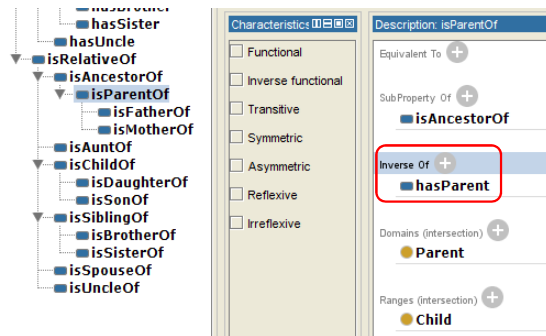 hasBrother
hasSister
hasUncle
isRelativeOf
isAncestorOf
isParentOf
isFatherOf
isMotherOf
isAuntOf
isChildOf
isDaughterOf
isSonOf
isSiblingOf
isBrotherOf
isSisterOf
isSpouseOf
isUncleOf
Characteristics
Functional
Inverse functional
Transitive
Symmetric
Asymmetric
Reflexive
Irreflexive
Description: isParentOf
Equivalent To
SubProperty Of
isAncestorOf
Inverse Of
hasParent
Domains (intersection)
Parent
Ranges (intersection)
Child